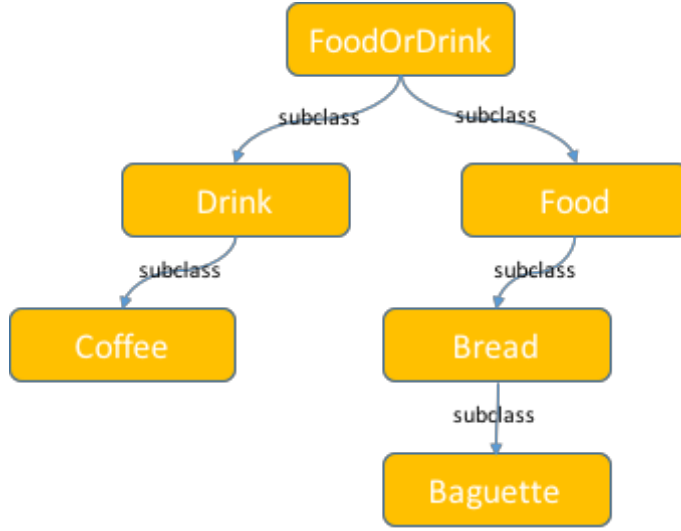 FoodOrDrink
subclass
subclass
Drink
Food
subclass
subclass
Coffee
Bread
subclass
Baguette